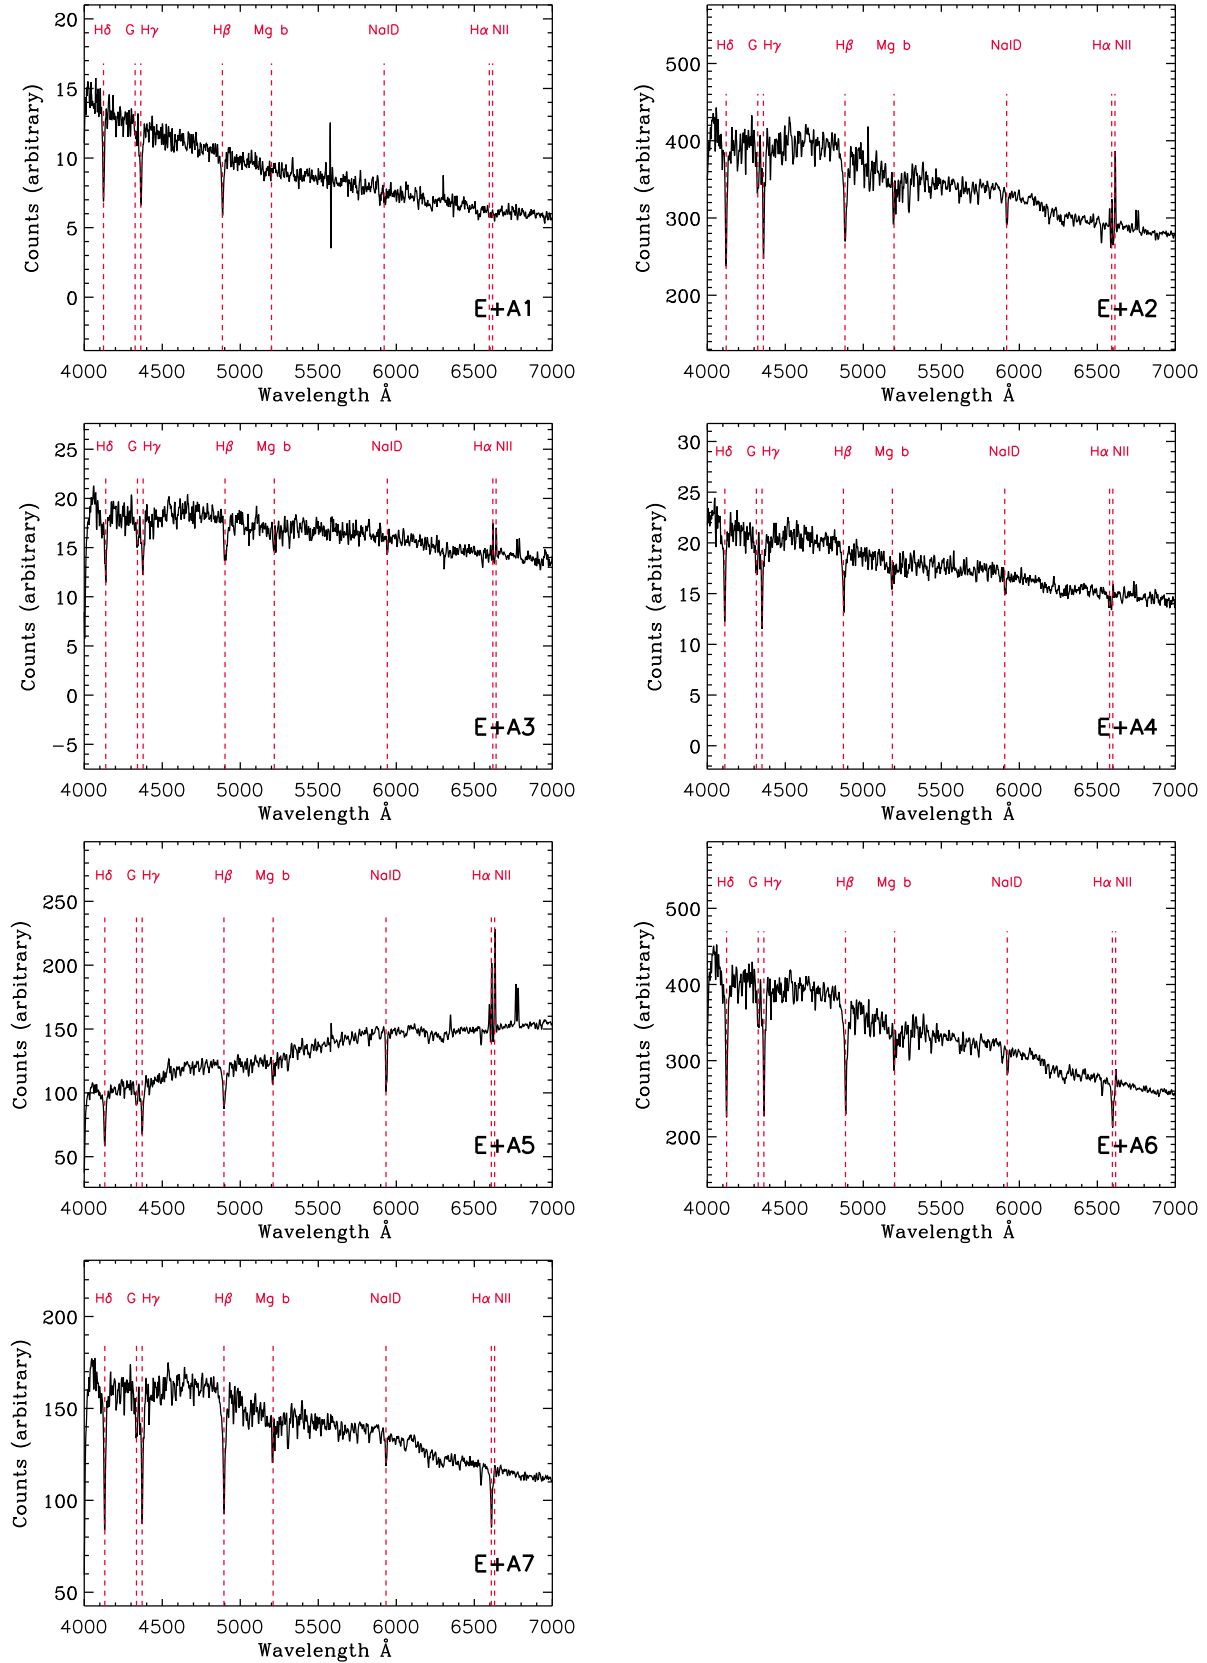 Hδ G Hγ Hβ Mg b NaID Hα NII
20
15
10
5
0
Counts (arbitrary)
E+A1
4000 4500 5000 5500 6000 6500 7000
Wavelength Å
Hδ G Hγ Hβ Mg b NaID Hα NII
500
400
300
200
Counts (arbitrary)
E+A2
4000 4500 5000 5500 6000 6500 7000
Wavelength Å
Hδ G Hγ Hβ Mg b NaID Hα NII
25
20
15
10
5
0
−5
Counts (arbitrary)
E+A3
4000 4500 5000 5500 6000 6500 7000
Wavelength Å
Hδ G Hγ Hβ Mg b NaID Hα NII
30
25
20
15
10
5
0
Counts (arbitrary)
E+A4
4000 4500 5000 5500 6000 6500 7000
Wavelength Å
Hδ G Hγ Hβ Mg b NaID Hα NII
250
200
150
100
50
Counts (arbitrary)
E+A5
4000 4500 5000 5500 6000 6500 7000
Wavelength Å
Hδ G Hγ Hβ Mg b NaID Hα NII
500
400
300
200
Counts (arbitrary)
E+A6
4000 4500 5000 5500 6000 6500 7000
Wavelength Å
Hδ G Hγ Hβ Mg b NaID Hα NII
200
150
100
50
Counts (arbitrary)
E+A7
4000 4500 5000 5500 6000 6500 7000
Wavelength Å